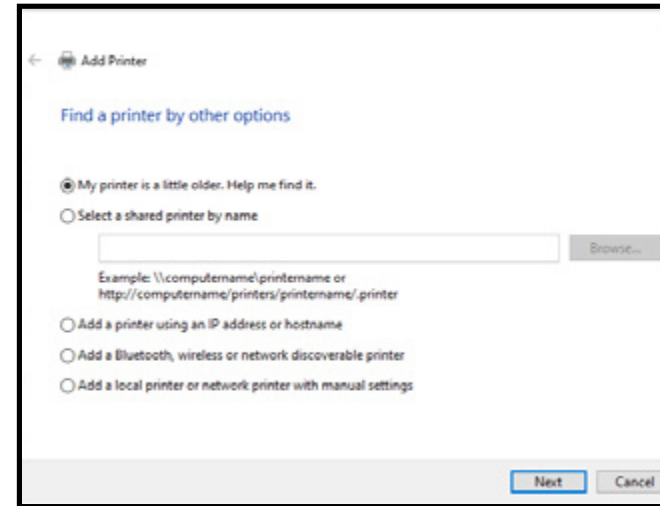 Add Printer
Find a printer by other options
My printer is a little older. Help me find it.
Select a shared printer by name
Browse...
Example: \\computername\printername or
http://computername/printers/printername/.printer
Add a printer using an IP address or hostname
Add a Bluetooth, wireless or network discoverable printer
Add a local printer or network printer with manual settings
Next Cancel